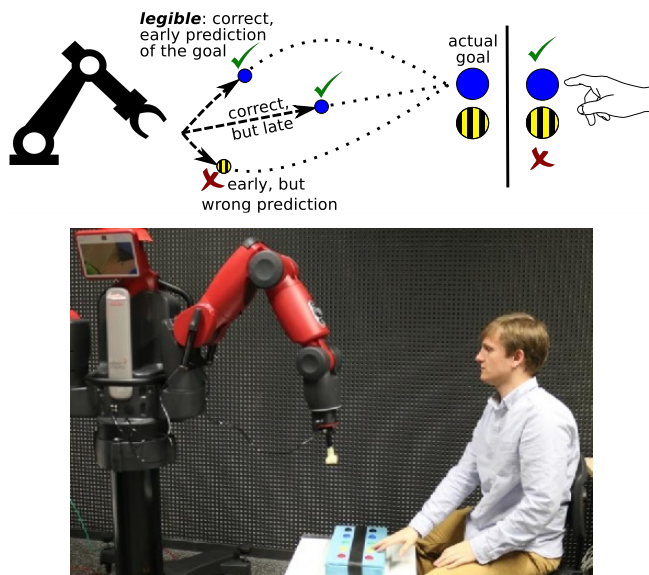 legible: correct,
early prediction
of the goal
correct,
but late
early, but
wrong prediction
actual
goal